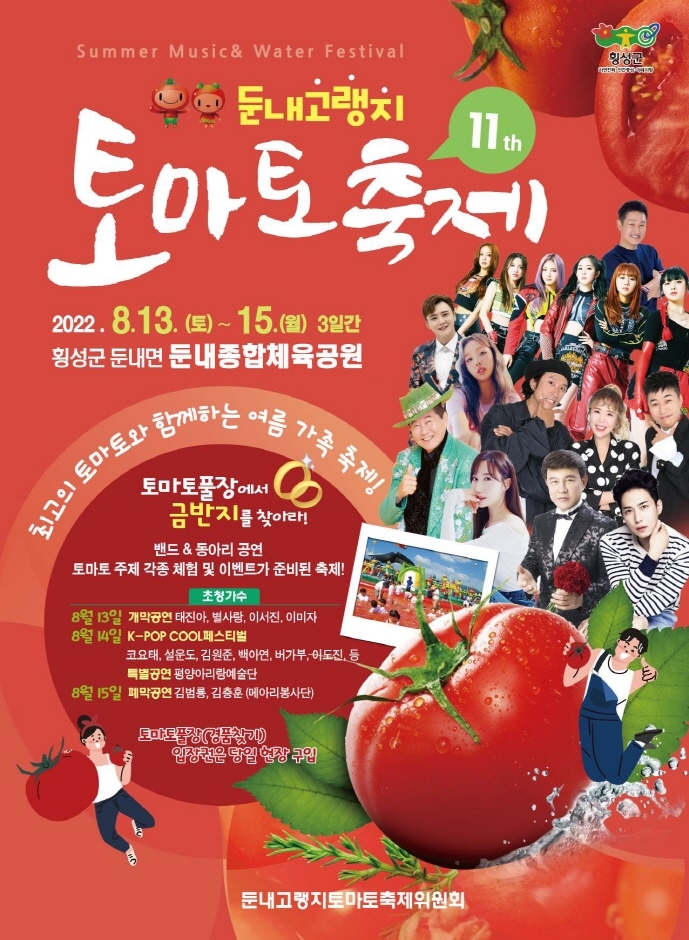 Summer Music& Water Festival
둔내고랭지
토마토축제
11th
횡성군
2022. 8.13. (토) ~ 15.(월) 3일간
횡성군 둔내면 둔내종합체육공원
최고의 토마토와 함께하는 여름 가족 축제!
토마토풀장에서
금반지를 찾아라!
밴드 & 동아리 공연
토마토 주제 각종 체험 및 이벤트가 준비된 축제!
초청가수
8월 13일 개막공연 태진아, 별사랑, 이서진, 이미자
8월 14일 K-POP COOL페스티벌
코요태, 설운도, 김원준, 백아연, 버가부, 이도진, 등
특별공연 평양아리랑예술단
8월 15일 폐막공연 김범룡, 김충훈 (메아리봉사단)
토마토풀장(경품찾기)
입장권은 당일 현장 구입
둔내고랭지토마토축제위원회